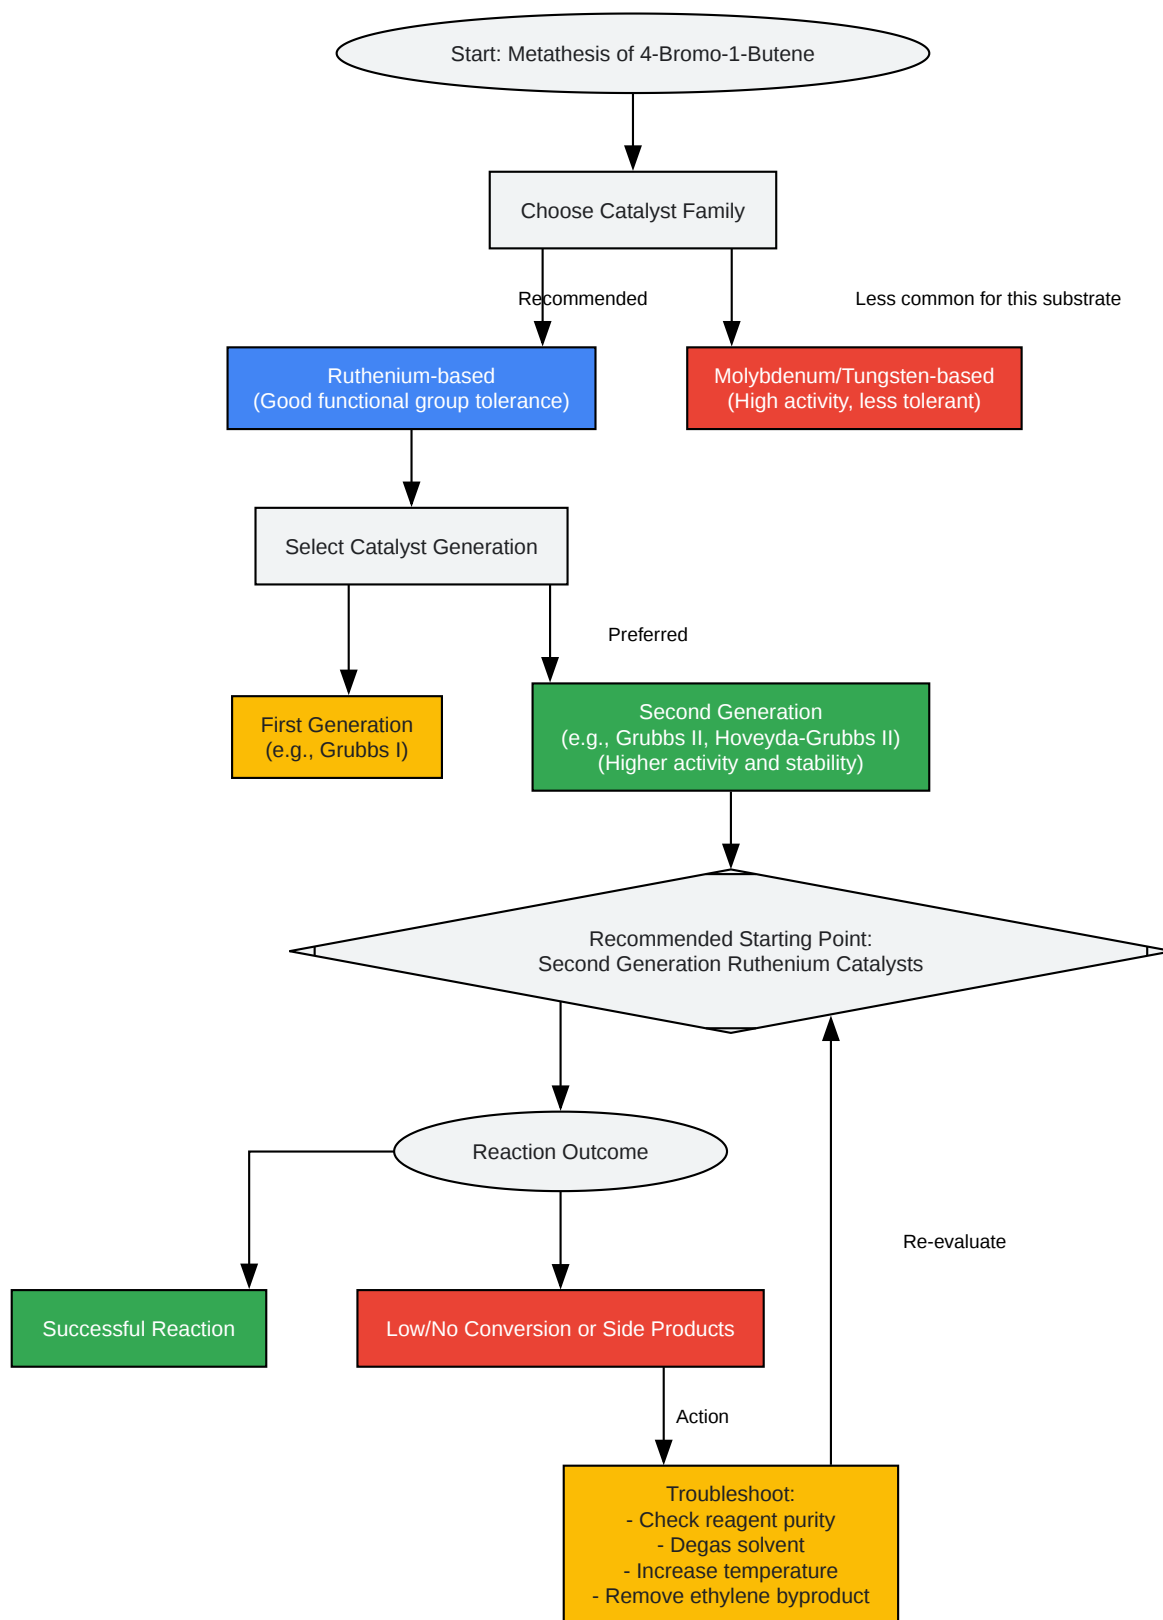 Start: Metathesis of 4-Bromo-1-Butene
Choose Catalyst Family
Recommended
Less common for this substrate
Ruthenium-based
(Good functional group tolerance)
Molybdenum/Tungsten-based
(High activity, less tolerant)
Select Catalyst Generation
Preferred
First Generation
(e.g., Grubbs I)
Second Generation
(e.g., Grubbs II, Hoveyda-Grubbs II)
(Higher activity and stability)
Recommended Starting Point:
Second Generation Ruthenium Catalysts
Reaction Outcome
Re-evaluate
Successful Reaction
Low/No Conversion or Side Products
Action
Troubleshoot:
- Check reagent purity
- Degas solvent
- Increase temperature
- Remove ethylene byproduct